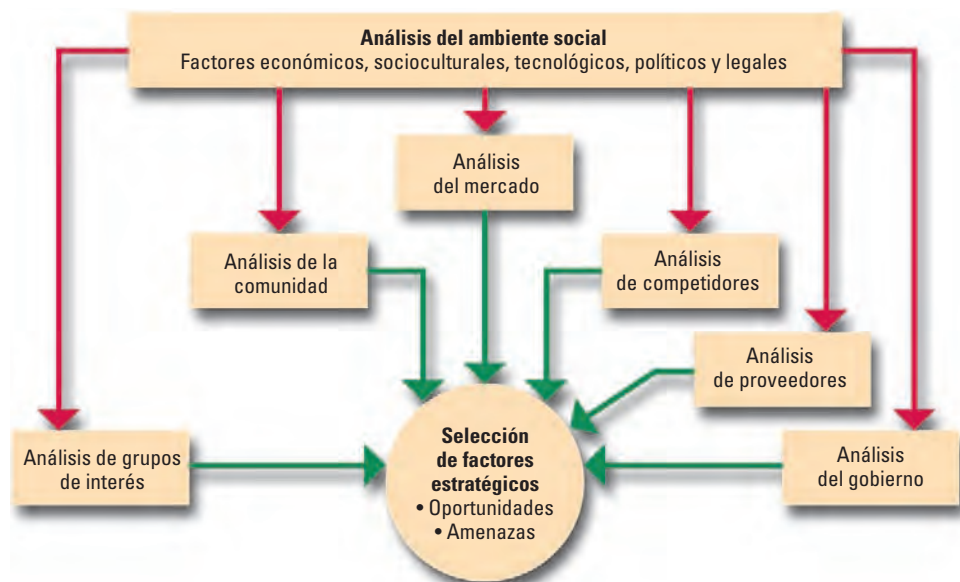 Análisis del ambiente social
Factores económicos, socioculturales, tecnológicos, políticos y legales
Análisis
del mercado
Análisis de la
comunidad
Análisis
de competidores
Análisis
de proveedores
Análisis de grupos
de interés
Selección
de factores
estratégicos
• Oportunidades
• Amenazas
Análisis
del gobierno